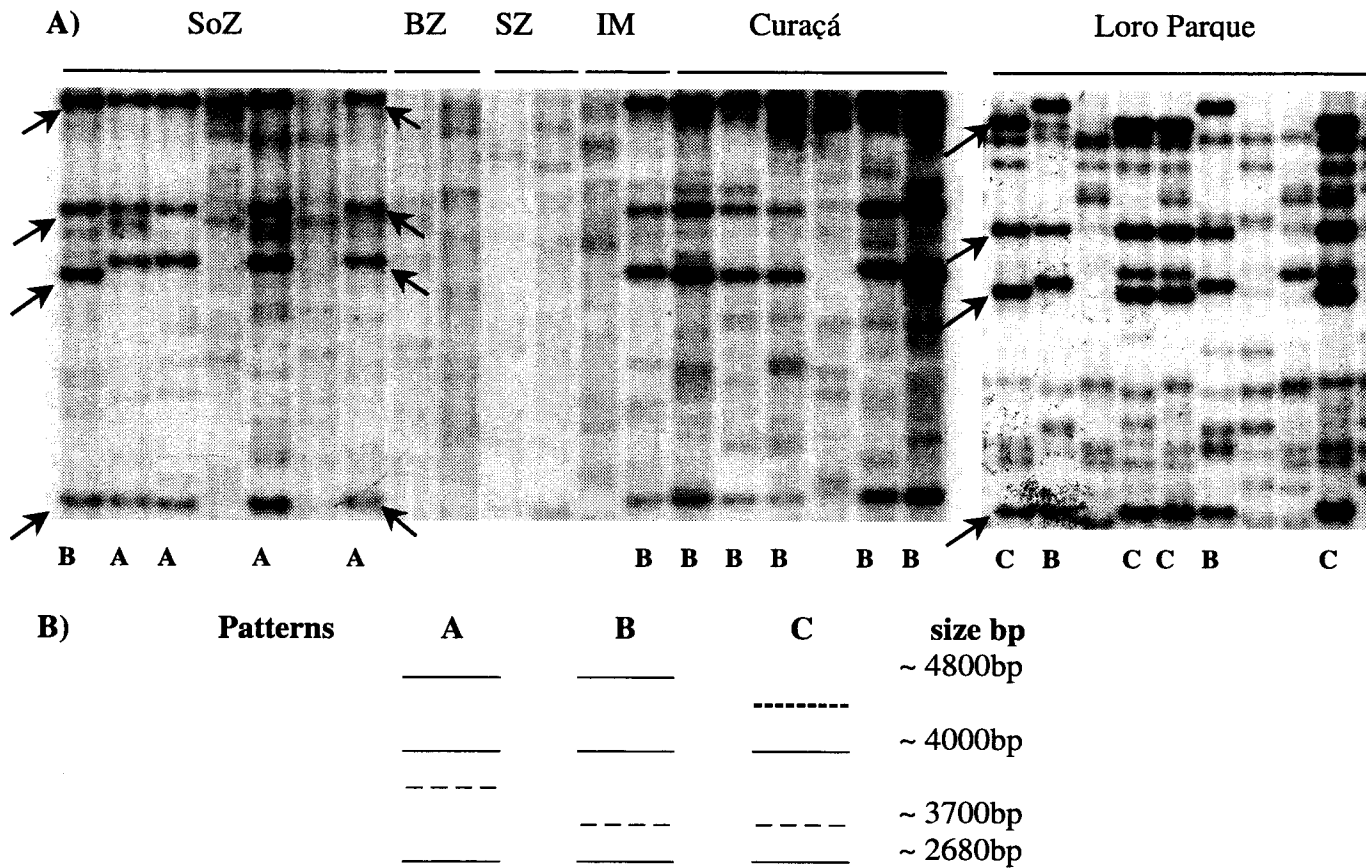 A) SoZ BZ SZ IM Curaçá Loro Parque
B A A A A B B B B B B C B C C B C
B) Patterns A B C size bp
~ 4800bp
~ 4000bp
~ 3700bp
~ 2680bp